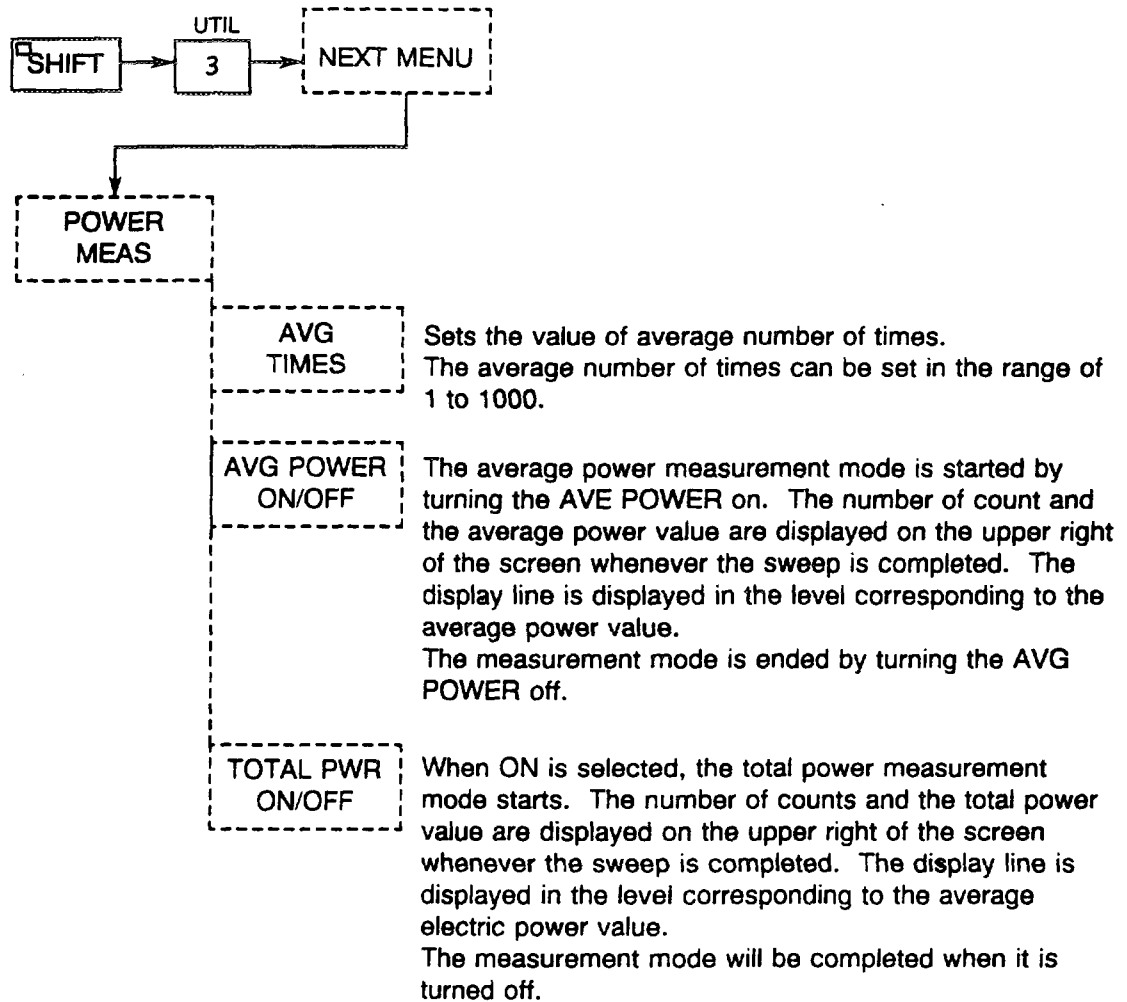 UTIL
SHIFT
3
NEXT MENU
POWER
MEAS
AVG
TIMES
Sets the value of average number of times.
The average number of times can be set in the range of
1 to 1000.
AVG POWER
ON/OFF
The average power measurement mode is started by
turning the AVE POWER on. The number of count and
the average power value are displayed on the upper right
of the screen whenever the sweep is completed. The
display line is displayed in the level corresponding to the
average power value.
The measurement mode is ended by turning the AVG
POWER off.
TOTAL PWR
ON/OFF
When ON is selected, the total power measurement
mode starts. The number of counts and the total power
value are displayed on the upper right of the screen
whenever the sweep is completed. The display line is
displayed in the level corresponding to the average
electric power value.
The measurement mode will be completed when it is
turned off.